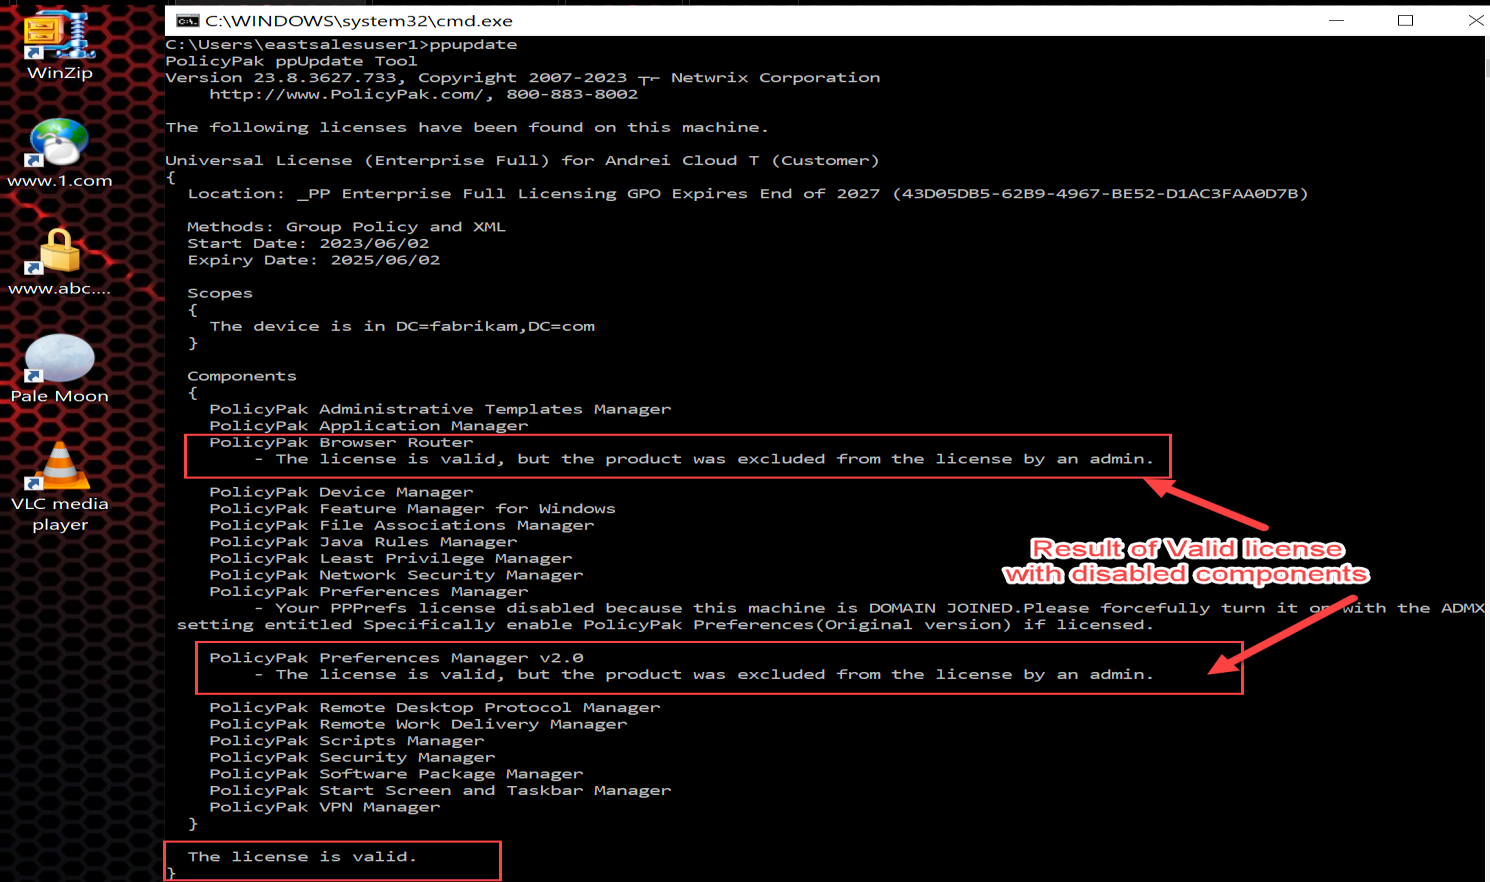 C:\WINDOWS\system32\cmd.exe
WinZip
www.1.com
www.abc....
Pale Moon
VLC media
player
C:\Users\eastsalesuser1>ppupdate
PolicyPak ppUpdate Tool
Version 23.8.3627.733, Copyright 2007-2023 ┬⌐ Netwrix Corporation
http://www.PolicyPak.com/, 800-883-8002
The following licenses have been found on this machine.
Universal License (Enterprise Full) for Andrei Cloud T (Customer)
{
Location: _PP Enterprise Full Licensing GPO Expires End of 2027 (43D05DB5-62B9-4967-BE52-D1AC3FAA0D7B)
Methods: Group Policy and XML
Start Date: 2023/06/02
Expiry Date: 2025/06/02
Scopes
{
The device is in DC=fabrikam,DC=com
}
Components
{
PolicyPak Administrative Templates Manager
PolicyPak Application Manager
PolicyPak Browser Router
- The license is valid, but the product was excluded from the license by an admin.
PolicyPak Device Manager
PolicyPak Feature Manager for Windows
PolicyPak File Associations Manager
PolicyPak Java Rules Manager
PolicyPak Least Privilege Manager
PolicyPak Network Security Manager
PolicyPak Preferences Manager
- Your PPPrefs license disabled because this machine is DOMAIN JOINED.Please forcefully turn it on with the ADMX
setting entitled Specifically enable PolicyPak Preferences(Original version) if licensed.
PolicyPak Preferences Manager v2.0
- The license is valid, but the product was excluded from the license by an admin.
PolicyPak Remote Desktop Protocol Manager
PolicyPak Remote Work Delivery Manager
PolicyPak Scripts Manager
PolicyPak Security Manager
PolicyPak Software Package Manager
PolicyPak Start Screen and Taskbar Manager
PolicyPak VPN Manager
}
The license is valid.
}
Result of Valid license
with disabled components